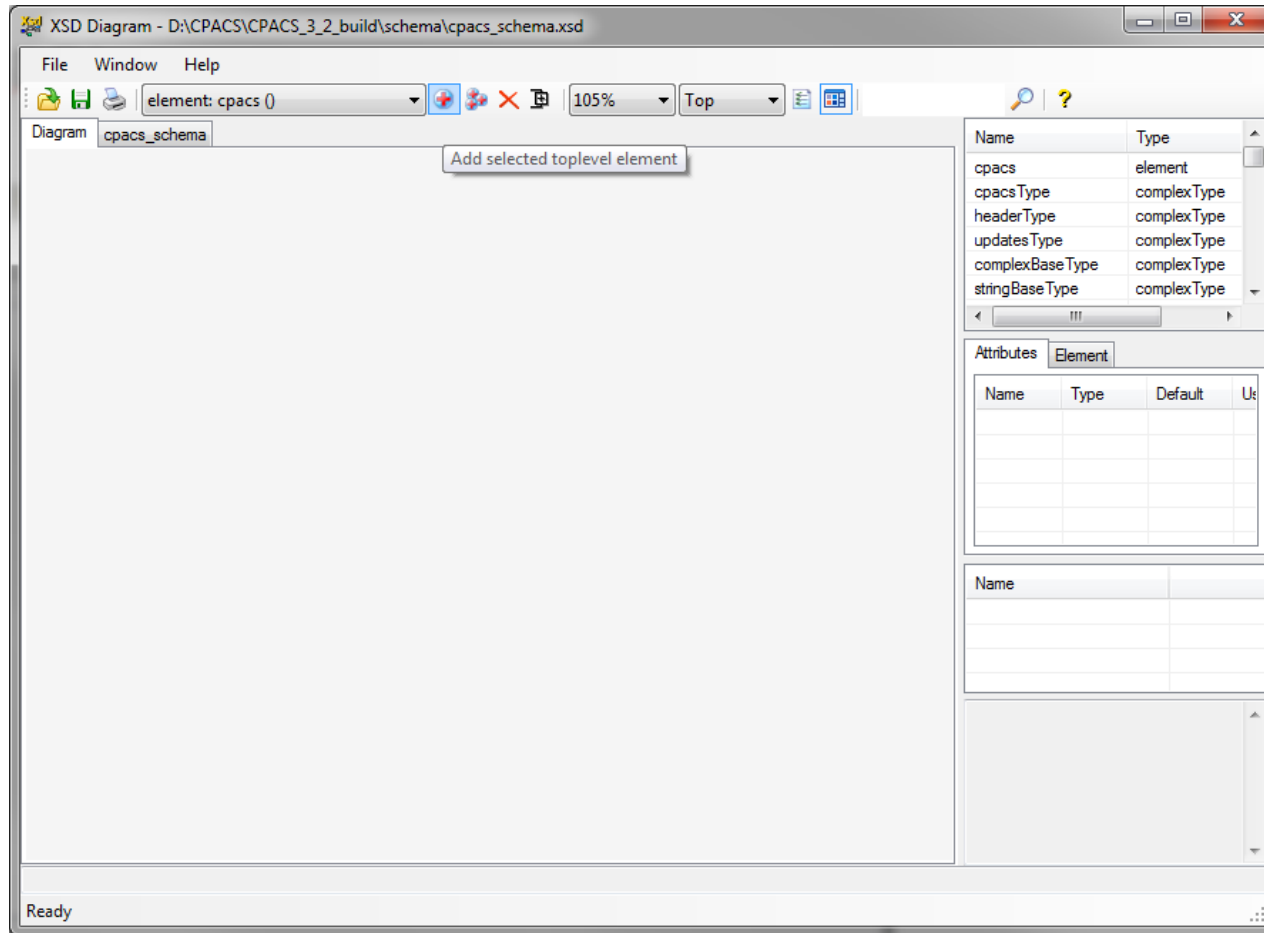 XSD Diagram - D:\CPACS\CPACS_3_2_build\schema\cpacs_schema.xsd
File Window Help
element: cpacs () 105% Top ?
Diagram cpacs_schema
Add selected toplevel element
Name Type
cpacs element
cpacsType complexType
headerType complexType
updatesType complexType
complexBaseType complexType
stringBaseType complexType
Attributes Element
Name Type Default Us
Name
Ready